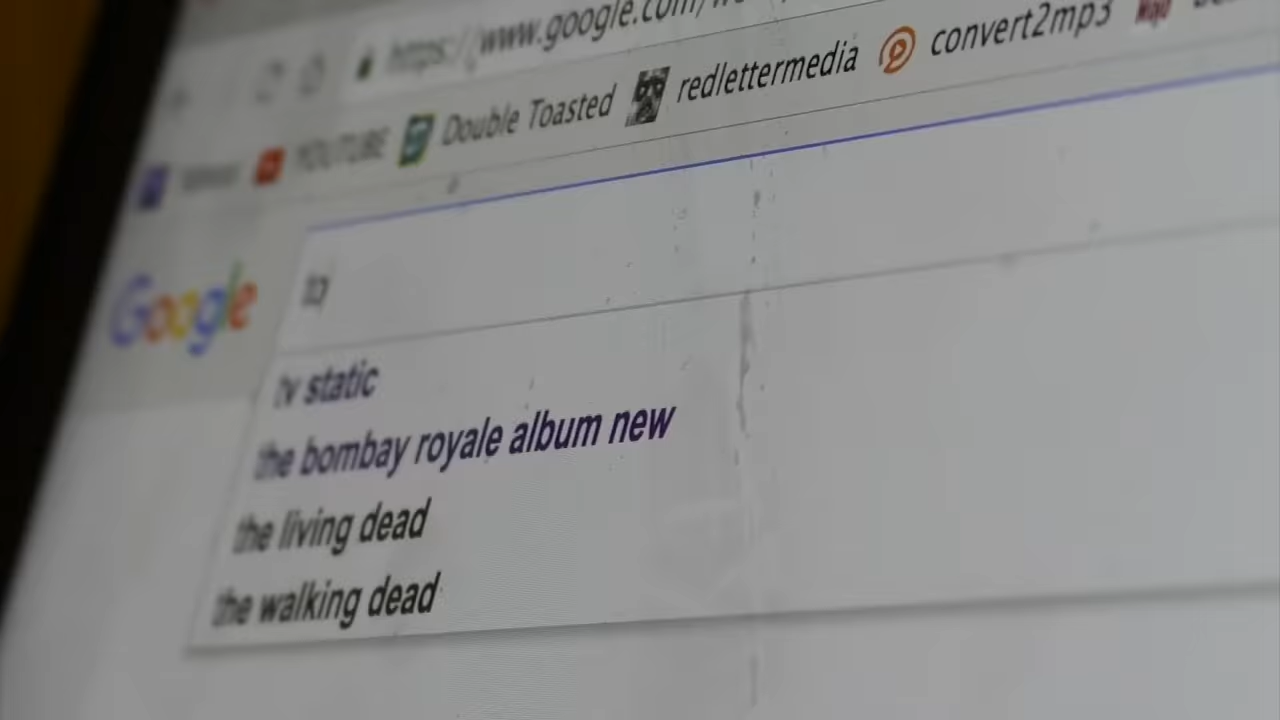 https://www.google.com/
YOUTUBE Double Toasted redlettermedia convert2mp3
Google
tv static
the bombay royale album new
the living dead
the walking dead